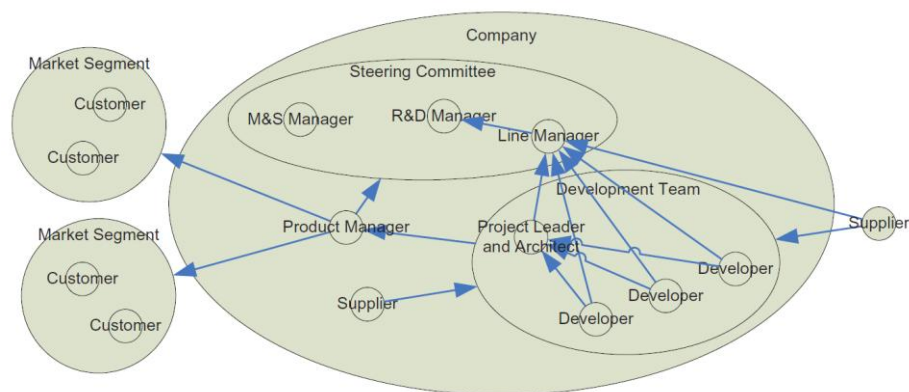 Company
Market Segment
Steering Committee
Customer
M&S Manager
R&D Manager
Line Manager
Customer
Development Team
Market Segment
Product Manager
Project Leader
and Architect
Supplier
Customer
Developer
Supplier
Developer
Customer
Developer